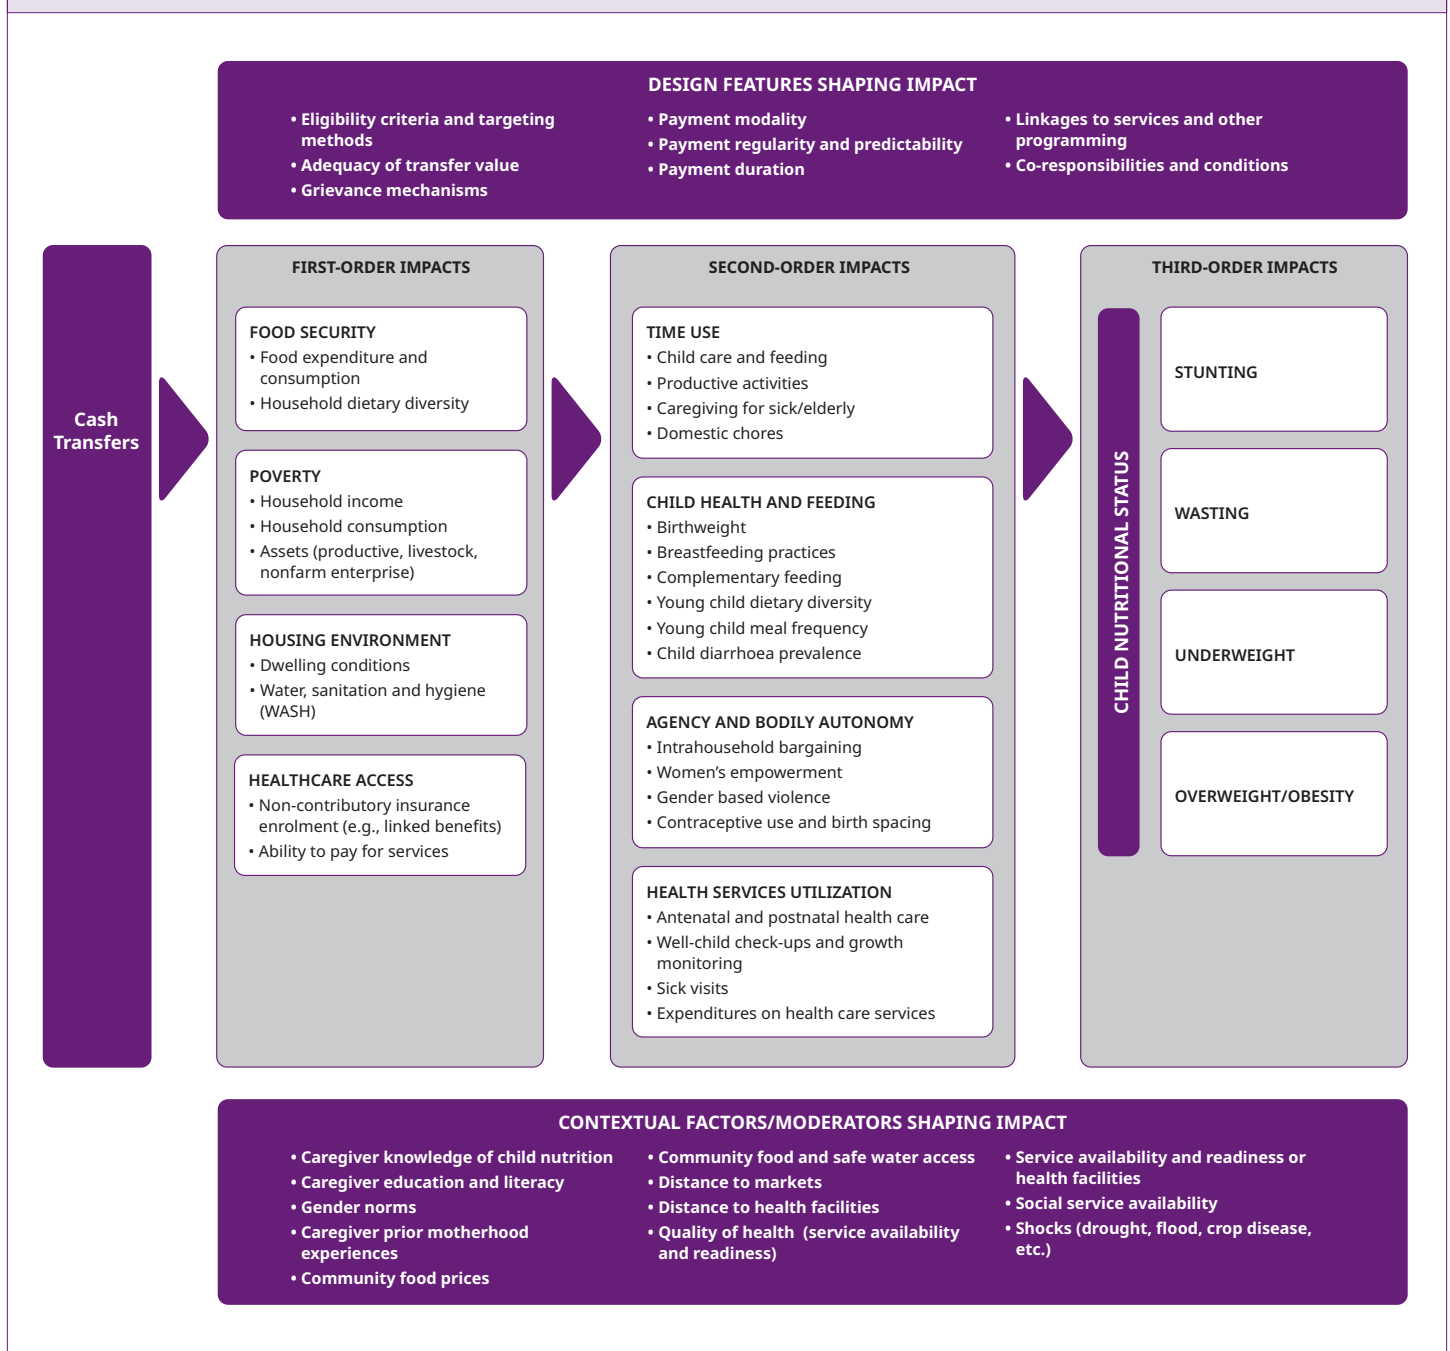 DESIGN FEATURES SHAPING IMPACT
• Eligibility criteria and targeting
methods
• Adequacy of transfer value
• Grievance mechanisms
• Payment modality
• Payment regularity and predictability
• Payment duration
• Linkages to services and other
programming
• Co-responsibilities and conditions
Cash
Transfers
FIRST-ORDER IMPACTS
FOOD SECURITY
• Food expenditure and
consumption
• Household dietary diversity
POVERTY
• Household income
• Household consumption
• Assets (productive, livestock,
nonfarm enterprise)
HOUSING ENVIRONMENT
• Dwelling conditions
• Water, sanitation and hygiene
(WASH)
HEALTHCARE ACCESS
• Non-contributory insurance
enrolment (e.g., linked benefits)
• Ability to pay for services
SECOND-ORDER IMPACTS
TIME USE
• Child care and feeding
• Productive activities
• Caregiving for sick/elderly
• Domestic chores
CHILD HEALTH AND FEEDING
• Birthweight
• Breastfeeding practices
• Complementary feeding
• Young child dietary diversity
• Young child meal frequency
• Child diarrhoea prevalence
AGENCY AND BODILY AUTONOMY
• Intrahousehold bargaining
• Women’s empowerment
• Gender based violence
• Contraceptive use and birth spacing
HEALTH SERVICES UTILIZATION
• Antenatal and postnatal health care
• Well-child check-ups and growth
monitoring
• Sick visits
• Expenditures on health care services
THIRD-ORDER IMPACTS
CHILD NUTRITIONAL STATUS
STUNTING
WASTING
UNDERWEIGHT
OVERWEIGHT/OBESITY
CONTEXTUAL FACTORS/MODERATORS SHAPING IMPACT
• Caregiver knowledge of child nutrition
• Caregiver education and literacy
• Gender norms
• Caregiver prior motherhood
experiences
• Community food prices
• Community food and safe water access
• Distance to markets
• Distance to health facilities
• Quality of health (service availability
and readiness)
• Service availability and readiness or
health facilities
• Social service availability
• Shocks (drought, flood, crop disease,
etc.)